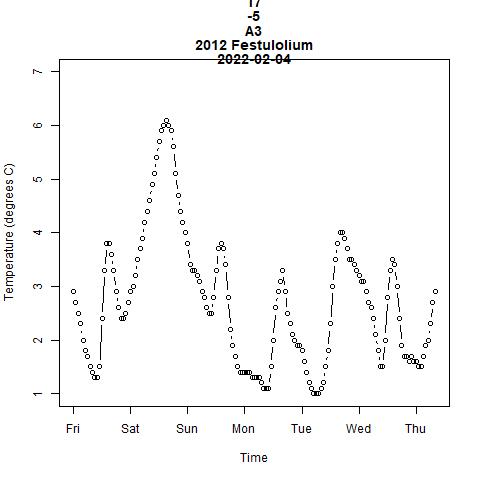 17
-5
A3
2012 Festulolium
2022-02-04
Temperature (degrees C)
7
6
5
4
3
2
1
Fri Sat Sun Mon Tue Wed Thu
Time